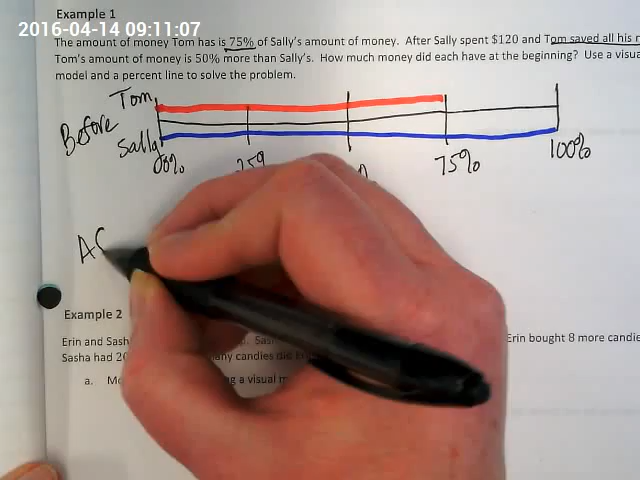 Example 1
2016-04-14 09:11:07
The amount of money Tom has is 75% of Sally's amount of money. After Sally spent $120 and Tom saved all his
Tom's amount of money is 50% more than Sally's. How much money did each have at the beginning? Use a visua
model and a percent line to solve the problem.
Tom
Before
Sally
0% 75% 100%
Example 2
Erin and Sash Erin bought 8 more candie
Sasha had 20 any candies did
a. g a visual m